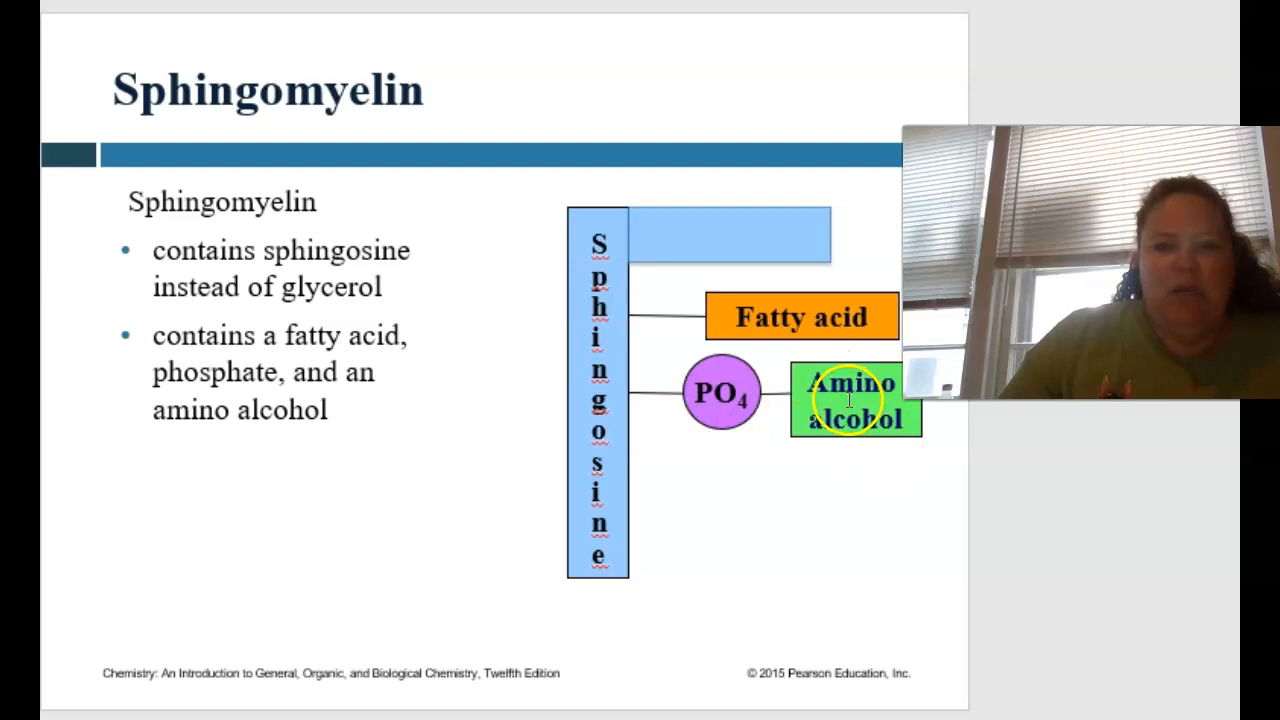 Sphingomyelin
Sphingomyelin
• contains sphingosine
instead of glycerol
• contains a fatty acid,
phosphate, and an
amino alcohol
S
p
h
i
n
g
o
s
i
n
e
Fatty acid
PO4
Amino
alcohol
Chemistry: An Introduction to General, Organic, and Biological Chemistry, Twelfth Edition
© 2015 Pearson Education, Inc.